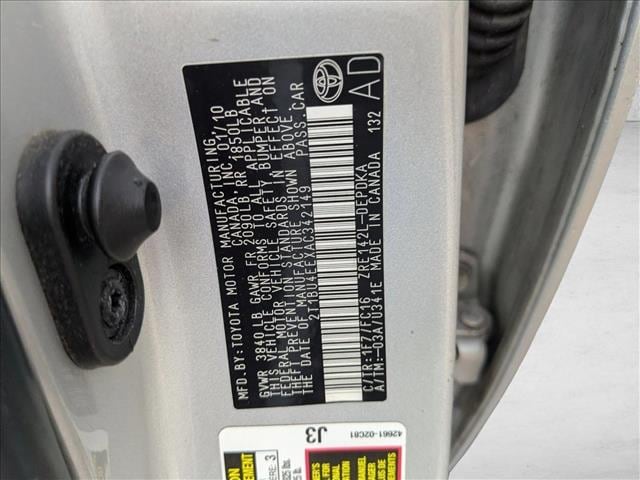 MFD.BY:TOYOTA MOTOR MANUFACTURING
CANADA, INC. 01/10
GVWR 3840 LB GAWR FR 2090LB RR 1850LB
THIS VEHICLE CONFORMS TO ALL APPLICABLE
FEDERAL MOTOR VEHICLE SAFETY, BUMPER, AND
THEFT PREVENTION STANDARDS IN EFFECT ON
THE DATE OF MANUFACTURE SHOWN ABOVE.
2T1BU4EEXAC342149 PASS.CAR
C/TR:1F7/FC16 ZRE142L-DEPDKA
A/TM:-03A/U341E MADE IN CANADA 132
AD
J3
42661-02C81